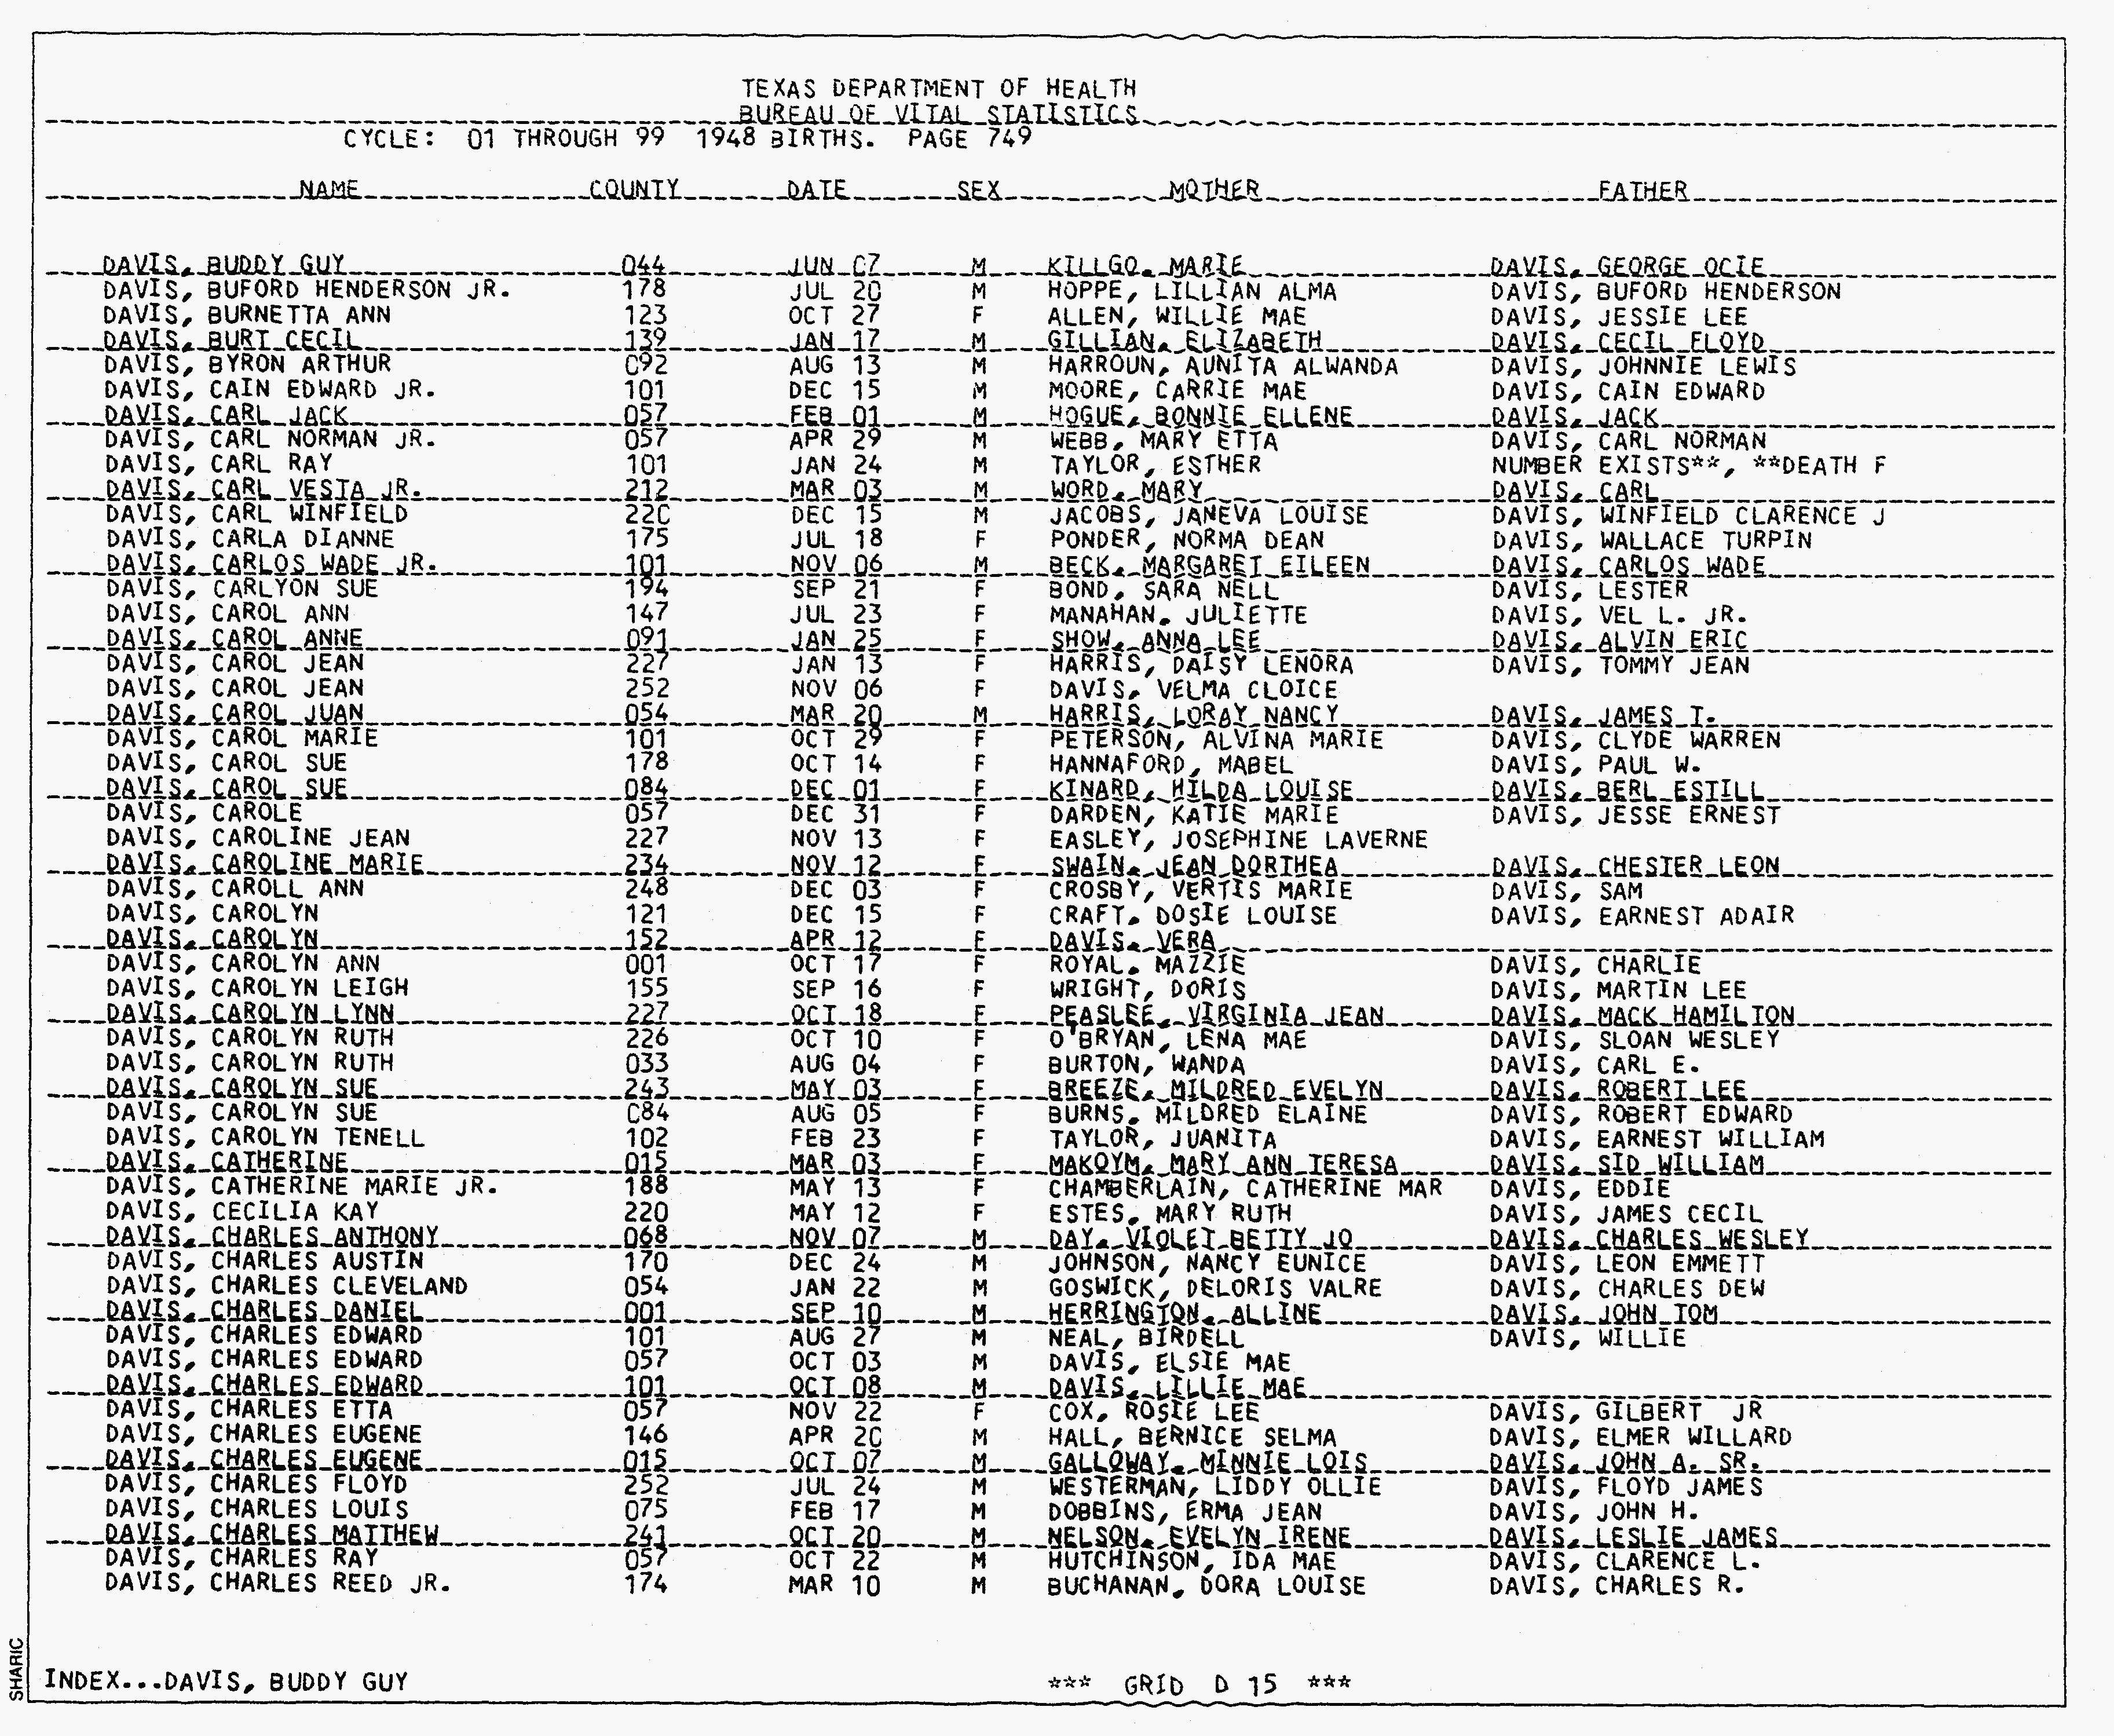 TEXAS DEPARTMENT OF HEALTH
BUREAU OF VITAL STATISTICS
CYCLE: 01 THROUGH 99 1948 BIRTHS. PAGE 749
NAME COUNTY DATE SEX MOTHER FATHER
DAVIS, BUDDY GUY 044 JUN 07 M KILLGO, MARIE DAVIS, GEORGE OCIE
DAVIS, BUFORD HENDERSON JR. 178 JUL 20 M HOPPE, LILLIAN ALMA DAVIS, BUFORD HENDERSON
DAVIS, BURNETTA ANN 123 OCT 27 F ALLEN, WILLIE MAE DAVIS, JESSIE LEE
DAVIS, BURT CECIL 139 JAN 17 M GILLIAN, ELIZABETH DAVIS, CECIL FLOYD
DAVIS, BYRON ARTHUR 092 AUG 13 M HARROUN, AUNITA ALWANDA DAVIS, JOHNNIE LEWIS
DAVIS, CAIN EDWARD JR. 101 DEC 15 M MOORE, CARRIE MAE DAVIS, CAIN EDWARD
DAVIS, CARL JACK 057 FEB 01 M HOGUE, BONNIE ELLENE DAVIS, JACK
DAVIS, CARL NORMAN JR. 057 APR 29 M WEBB, MARY ETTA DAVIS, CARL NORMAN
DAVIS, CARL RAY 101 JAN 24 M TAYLOR, ESTHER NUMBER EXISTS**, **DEATH F
DAVIS, CARL VESTA JR. 212 MAR 03 M WORD, MARY DAVIS, CARL
DAVIS, CARL WINFIELD 220 DEC 15 M JACOBS, JANEVA LOUISE DAVIS, WINFIELD CLARENCE J
DAVIS, CARLA DIANNE 175 JUL 18 F PONDER, NORMA DEAN DAVIS, WALLACE TURPIN
DAVIS, CARLOS WADE JR. 101 NOV 06 M BECK, MARGARET EILEEN DAVIS, CARLOS WADE
DAVIS, CARLYON SUE 194 SEP 21 F BOND, SARA NELL DAVIS, LESTER
DAVIS, CAROL ANN 147 JUL 23 F MANAHAN, JULIETTE DAVIS, VEL L. JR.
DAVIS, CAROL ANNE 091 JAN 25 F SHOW, ANNA LEE DAVIS, ALVIN ERIC
DAVIS, CAROL JEAN 227 JAN 13 F HARRIS, DAISY LENORA DAVIS, TOMMY JEAN
DAVIS, CAROL JEAN 252 NOV 06 F DAVIS, VELMA CLOICE
DAVIS, CAROL JUAN 054 MAR 20 M HARRIS, LORAY NANCY DAVIS, JAMES T.
DAVIS, CAROL MARIE 101 OCT 29 F PETERSON, ALVINA MARIE DAVIS, CLYDE WARREN
DAVIS, CAROL SUE 178 OCT 14 F HANNAFORD, MABEL DAVIS, PAUL W.
DAVIS, CAROL SUE 084 DEC 01 F KINARD, HILDA LOUISE DAVIS, BERL ESTILL
DAVIS, CAROLE 057 DEC 31 F DARDEN, KATIE MARIE DAVIS, JESSE ERNEST
DAVIS, CAROLINE JEAN 227 NOV 13 F EASLEY, JOSEPHINE LAVERNE
DAVIS, CAROLINE MARIE 234 NOV 12 F SWAIN, JEAN DORTHEA DAVIS, CHESTER LEON
DAVIS, CAROLL ANN 248 DEC 03 F CROSBY, VERTIS MARIE DAVIS, SAM
DAVIS, CAROLYN 121 DEC 15 F CRAFT, DOSIE LOUISE DAVIS, EARNEST ADAIR
DAVIS, CAROLYN 152 APR 12 F DAVIS, VERA
DAVIS, CAROLYN ANN 001 OCT 17 F ROYAL, MAZZIE DAVIS, CHARLIE
DAVIS, CAROLYN LEIGH 155 SEP 16 F WRIGHT, DORIS DAVIS, MARTIN LEE
DAVIS, CAROLYN LYNN 227 OCT 18 F PEASLEE, VIRGINIA JEAN DAVIS, MACK HAMILTON
DAVIS, CAROLYN RUTH 226 OCT 10 F O'BRYAN, LENA MAE DAVIS, SLOAN WESLEY
DAVIS, CAROLYN RUTH 033 AUG 04 F BURTON, WANDA DAVIS, CARL E.
DAVIS, CAROLYN SUE 243 MAY 03 F BREEZE, MILDRED EVELYN DAVIS, ROBERT LEE
DAVIS, CAROLYN SUE 084 AUG 05 F BURNS, MILDRED ELAINE DAVIS, ROBERT EDWARD
DAVIS, CAROLYN TENELL 102 FEB 23 F TAYLOR, JUANITA DAVIS, EARNEST WILLIAM
DAVIS, CATHERINE 015 MAR 03 F MAKOYM, MARY ANN TERESA DAVIS, SID WILLIAM
DAVIS, CATHERINE MARIE JR. 188 MAY 13 F CHAMBERLAIN, CATHERINE MAR DAVIS, EDDIE
DAVIS, CECILIA KAY 220 MAY 12 F ESTES, MARY RUTH DAVIS, JAMES CECIL
DAVIS, CHARLES ANTHONY 068 NOV 07 M DAY, VIOLET BETTY JO DAVIS, CHARLES WESLEY
DAVIS, CHARLES AUSTIN 170 DEC 24 M JOHNSON, NANCY EUNICE DAVIS, LEON EMMETT
DAVIS, CHARLES CLEVELAND 054 JAN 22 M GOSWICK, DELORIS VALRE DAVIS, CHARLES DEW
DAVIS, CHARLES DANIEL 001 SEP 10 M HERRINGTON, ALLINE DAVIS, JOHN TOM
DAVIS, CHARLES EDWARD 101 AUG 27 M NEAL, BIRDELL DAVIS, WILLIE
DAVIS, CHARLES EDWARD 057 OCT 03 M DAVIS, ELSIE MAE
DAVIS, CHARLES EDWARD 101 OCT 08 M DAVIS, LILLIE MAE
DAVIS, CHARLES ETTA 057 NOV 22 F COX, ROSIE LEE DAVIS, GILBERT JR
DAVIS, CHARLES EUGENE 146 APR 20 M HALL, BERNICE SELMA DAVIS, ELMER WILLARD
DAVIS, CHARLES EUGENE 015 OCT 07 M GALLOWAY, MINNIE LOIS DAVIS, JOHN A. SR.
DAVIS, CHARLES FLOYD 252 JUL 24 M WESTERMAN, LIDDY OLLIE DAVIS, FLOYD JAMES
DAVIS, CHARLES LOUIS 075 FEB 17 M DOBBINS, ERMA JEAN DAVIS, JOHN H.
DAVIS, CHARLES MATTHEW 241 OCT 20 M NELSON, EVELYN IRENE DAVIS, LESLIE JAMES
DAVIS, CHARLES RAY 057 OCT 22 M HUTCHINSON, IDA MAE DAVIS, CLARENCE L.
DAVIS, CHARLES REED JR. 174 MAR 10 M BUCHANAN, DORA LOUISE DAVIS, CHARLES R.
SHARIC
INDEX...DAVIS, BUDDY GUY *** GRID D 15 ***